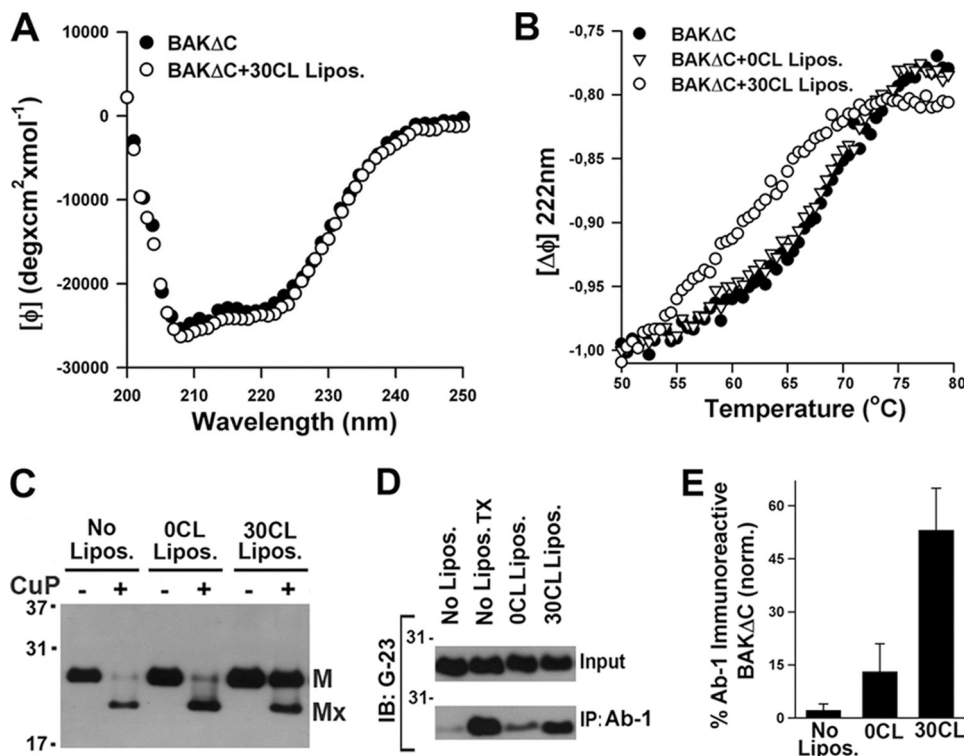 A
10000
0
-10000
-20000
-30000
[ϕ] (degxcm²xmol⁻¹)
BAKΔC
BAKΔC+30CL Lipos.
200 210 220 230 240 250
Wavelength (nm)
B
-0,75
-0,80
-0,85
-0,90
-0,95
-1,00
[Δϕ] 222nm
BAKΔC
BAKΔC+0CL Lipos.
BAKΔC+30CL Lipos.
50 55 60 65 70 75 80
Temperature (°C)
C
No Lipos.
0CL Lipos.
30CL Lipos.
CuP - + - + - +
37
31
17
M
Mx
D
No Lipos.
No Lipos. TX
0CL Lipos.
30CL Lipos.
IB: G-23
31-
Input
31-
IP: Ab-1
E
% Ab-1 Immunoreactive
BAKΔC (norm.)
60
45
30
15
0
No Lipos.
0CL
30CL